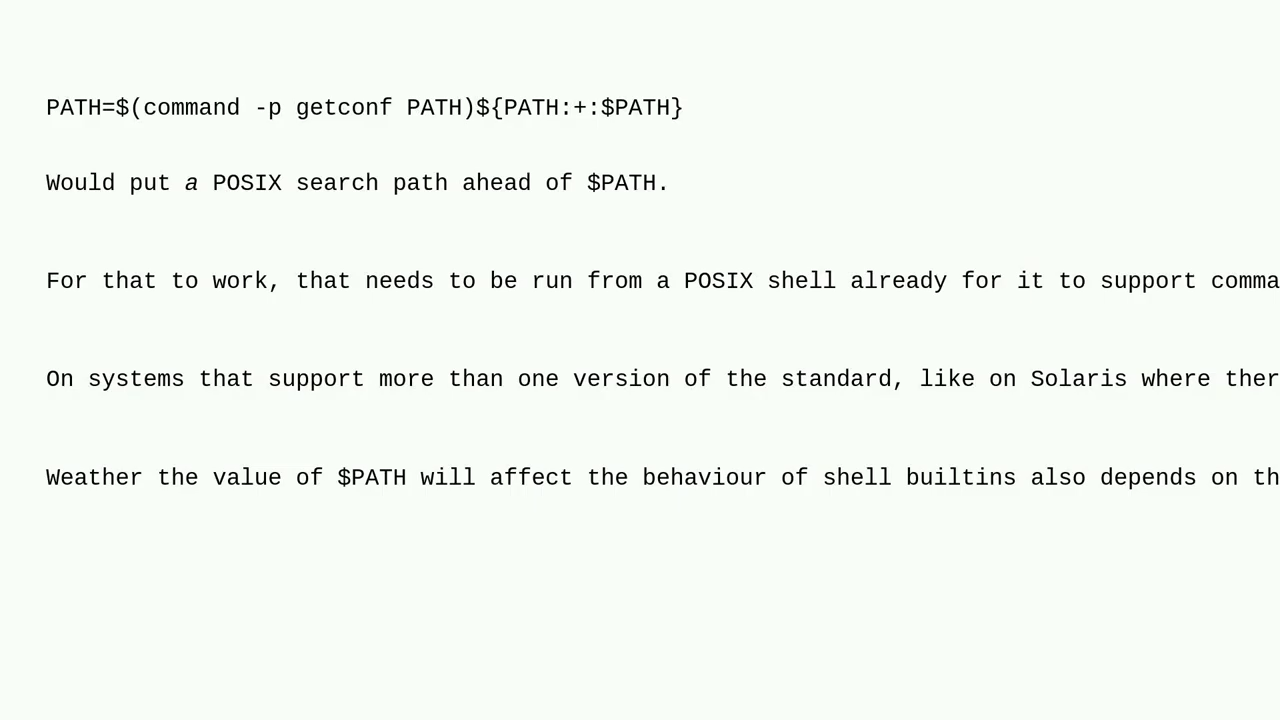 PATH=$(command -p getconf PATH)${PATH:+:$PATH}
Would put a POSIX search path ahead of $PATH.
For that to work, that needs to be run from a POSIX shell already for it to support
On systems that support more than one version of the standard, like on Solaris where
Weather the value of $PATH will affect the behaviour of shell builtins also depends on